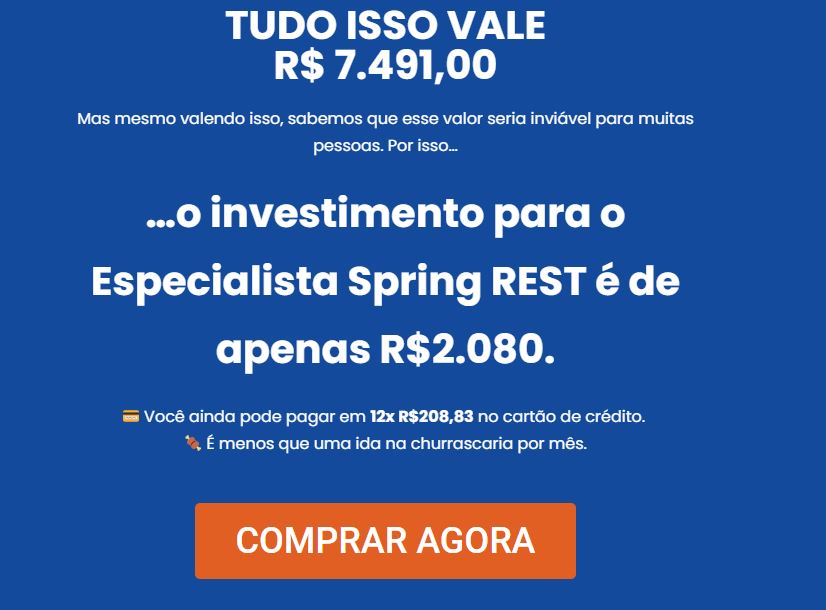 TUDO ISSO VALE
R$ 7.491,00
Mas mesmo valendo isso, sabemos que esse valor seria inviável para muitas
pessoas. Por isso...
...o investimento para o
Especialista Spring REST é de
apenas R$2.080.
💳 Você ainda pode pagar em 12x R$208,83 no cartão de crédito.
🍖 É menos que uma ida na churrascaria por mês.
COMPRAR AGORA